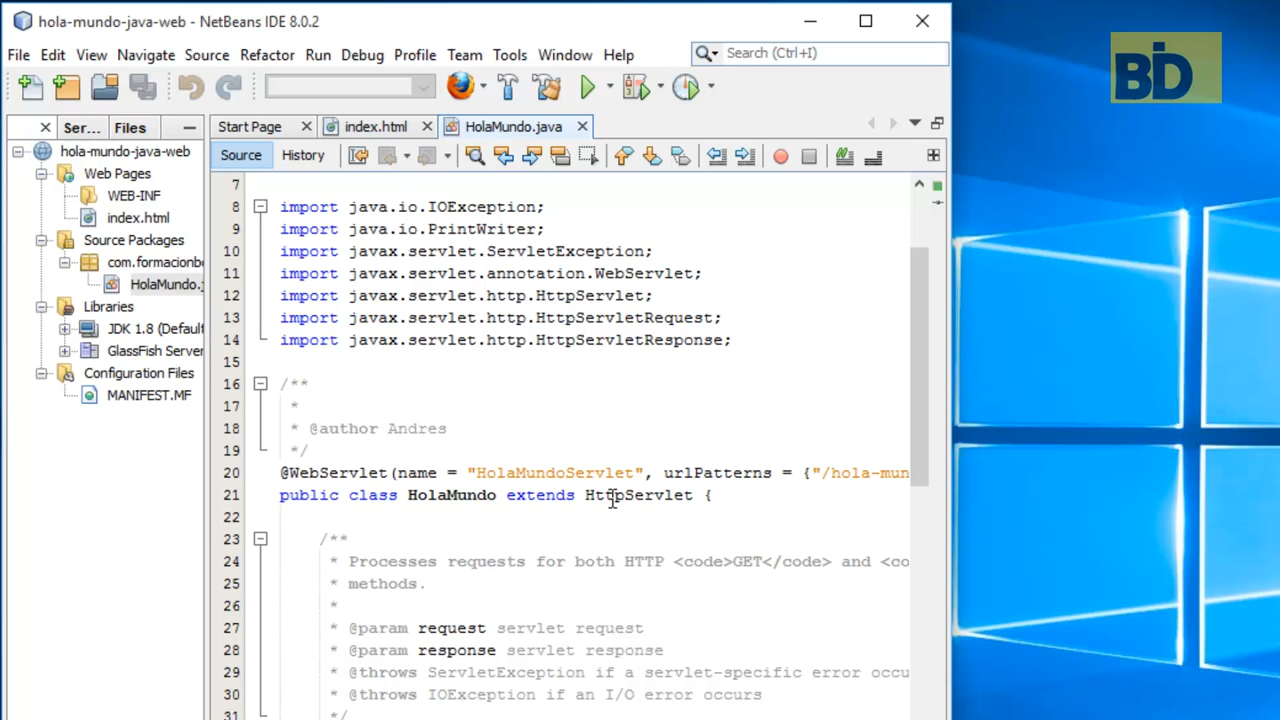 hola-mundo-java-web - NetBeans IDE 8.0.2
File Edit View Navigate Source Refactor Run Debug Profile Team Tools Window Help
Search (Ctrl+I)
BID
Ser... Files
Start Page index.html HolaMundo.java
hola-mundo-java-web
Web Pages
WEB-INF
index.html
Source Packages
com.formacionb
HolaMundo.j
Libraries
JDK 1.8 (Default
GlassFish Server
Configuration Files
MANIFEST.MF
Source History
7
8 import java.io.IOException;
9 import java.io.PrintWriter;
10 import javax.servlet.ServletException;
11 import javax.servlet.annotation.WebServlet;
12 import javax.servlet.http.HttpServlet;
13 import javax.servlet.http.HttpServletRequest;
14 import javax.servlet.http.HttpServletResponse;
15
16 /**
17 *
18 * @author Andres
19 */
20 @WebServlet(name = "HolaMundoServlet", urlPatterns = {"/hola-mun
21 public class HolaMundo extends HttpServlet {
22
23 /**
24 * Processes requests for both HTTP <code>GET</code> and <co
25 * methods.
26 *
27 * @param request servlet request
28 * @param response servlet response
29 * @throws ServletException if a servlet-specific error occu
30 * @throws IOException if an I/O error occurs
31 */